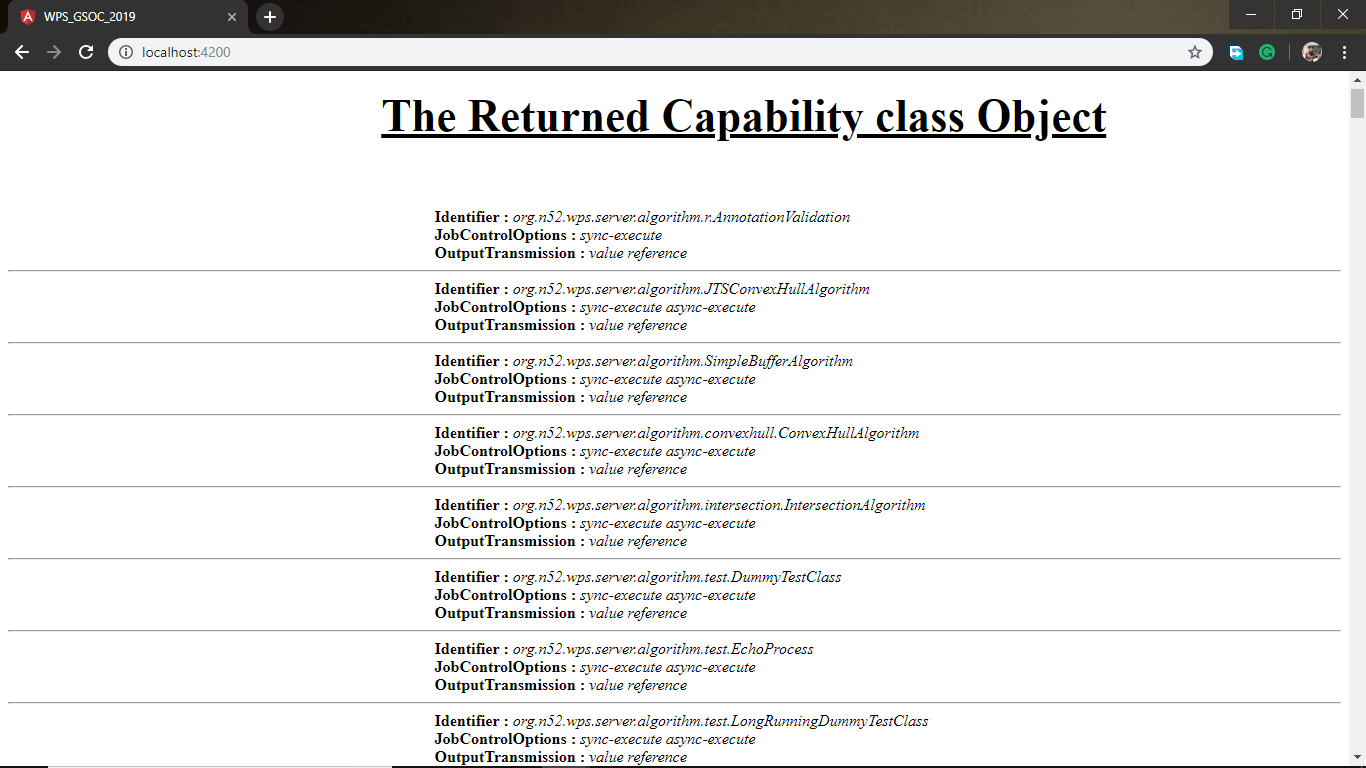 WPS_GSOC_2019
localhost:4200
The Returned Capability class Object
Identifier : org.n52.wps.server.algorithm.r.AnnotationValidation
JobControlOptions : sync-execute
OutputTransmission : value reference
Identifier : org.n52.wps.server.algorithm.JTSConvexHullAlgorithm
JobControlOptions : sync-execute async-execute
OutputTransmission : value reference
Identifier : org.n52.wps.server.algorithm.SimpleBufferAlgorithm
JobControlOptions : sync-execute async-execute
OutputTransmission : value reference
Identifier : org.n52.wps.server.algorithm.convexhull.ConvexHullAlgorithm
JobControlOptions : sync-execute async-execute
OutputTransmission : value reference
Identifier : org.n52.wps.server.algorithm.intersection.IntersectionAlgorithm
JobControlOptions : sync-execute async-execute
OutputTransmission : value reference
Identifier : org.n52.wps.server.algorithm.test.DummyTestClass
JobControlOptions : sync-execute async-execute
OutputTransmission : value reference
Identifier : org.n52.wps.server.algorithm.test.EchoProcess
JobControlOptions : sync-execute async-execute
OutputTransmission : value reference
Identifier : org.n52.wps.server.algorithm.test.LongRunningDummyTestClass
JobControlOptions : sync-execute async-execute
OutputTransmission : value reference